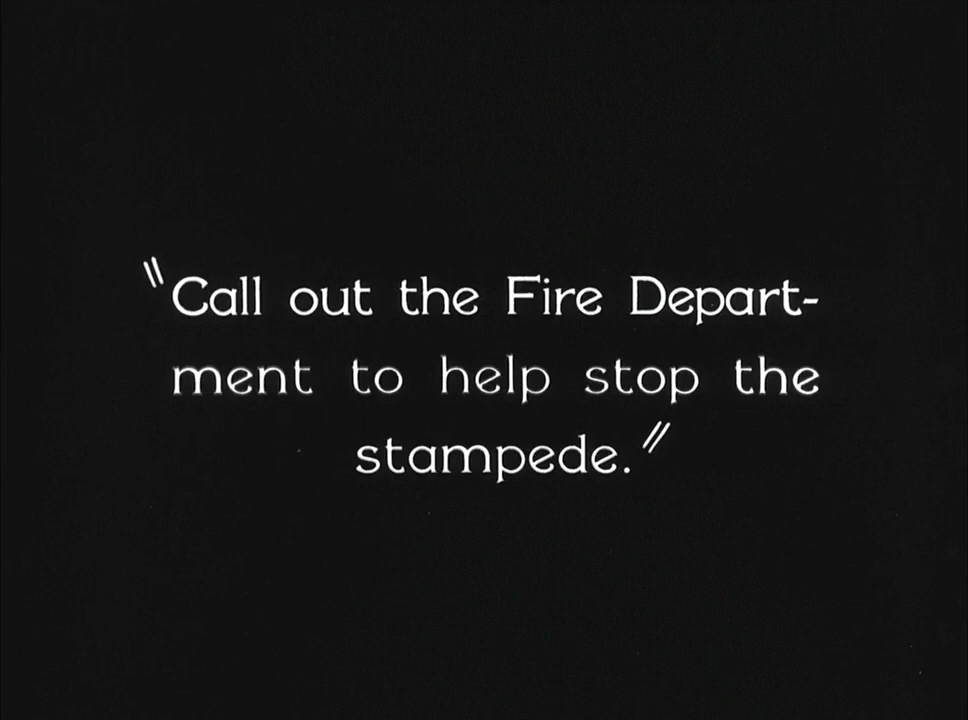 "Call out the Fire Depart-
ment to help stop the
stampede."